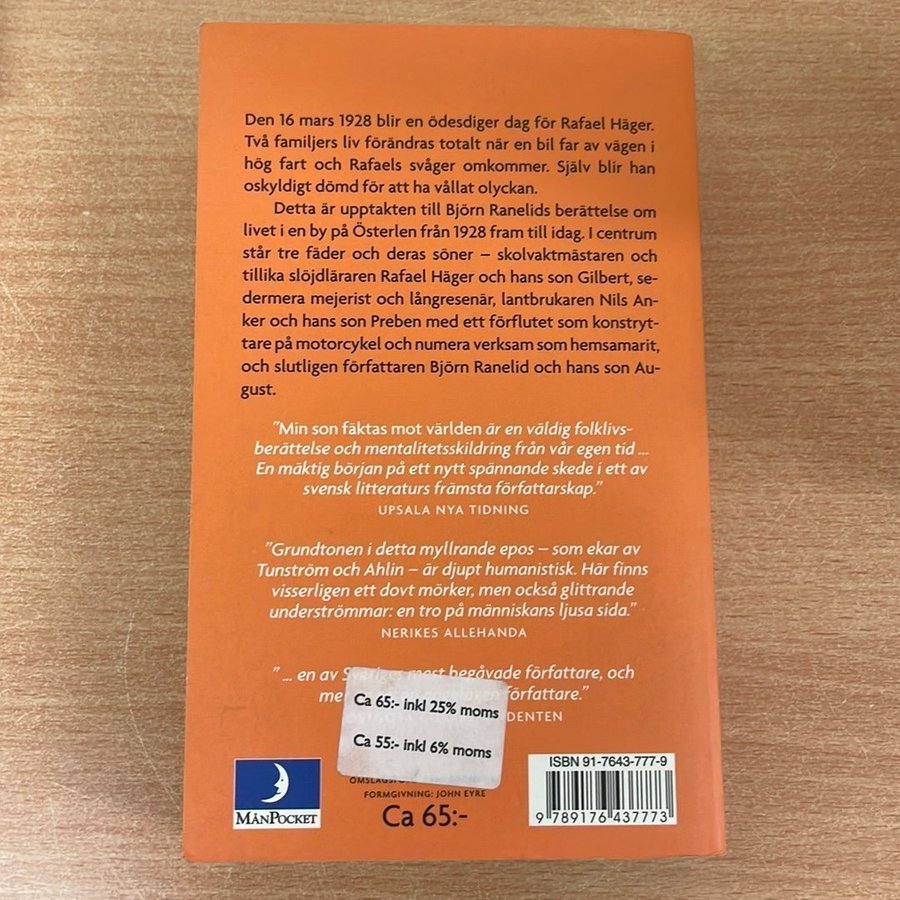 Den 16 mars 1928 blir en ödesdiger dag för Rafael Häger.
Två familjers liv förändras totalt när en bil far av vägen i
hög fart och Rafaels svåger omkommer. Själv blir han
oskyldigt dömd för att ha vållat olyckan.
Detta är upptakten till Björn Ranelids berättelse om
livet i en by på Österlen från 1928 fram till idag. I centrum
står tre fäder och deras söner – skolvaktmästaren och
tillika slöjdläraren Rafael Häger och hans son Gilbert, se-
dermera mejerist och långresenär, lantbrukaren Nils An-
ker och hans son Preben med ett förflutet som konstryt-
tare på motorcykel och numera verksam som hemsamarit,
och slutligen författaren Björn Ranelid och hans son Au-
gust.
"Min son fäktas mot världen är en väldig folklivs-
berättelse och mentalitetsskildring från vår egen tid ...
En mäktig början på ett nytt spännande skede i ett av
svensk litteraturs främsta författarskap."
UPSALA NYA TIDNING
"Grundtonen i detta myllrande epos – som ekar av
Tunström och Ahlin – är djupt humanistisk. Här finns
visserligen ett dovt mörker, men också glittrande
underströmmar: en tro på människans ljusa sida."
NERIKES ALLEHANDA
"... en av Sveriges mest begåvade författare, och
författare."
Ca 65:- inkl 25% moms
Ca 55:- inkl 6% moms
FORMGIVNING: JOHN EYRE
Ca 65:-
MÅNPOCKET
ISBN 91-7643-777-9
9 789176 437773